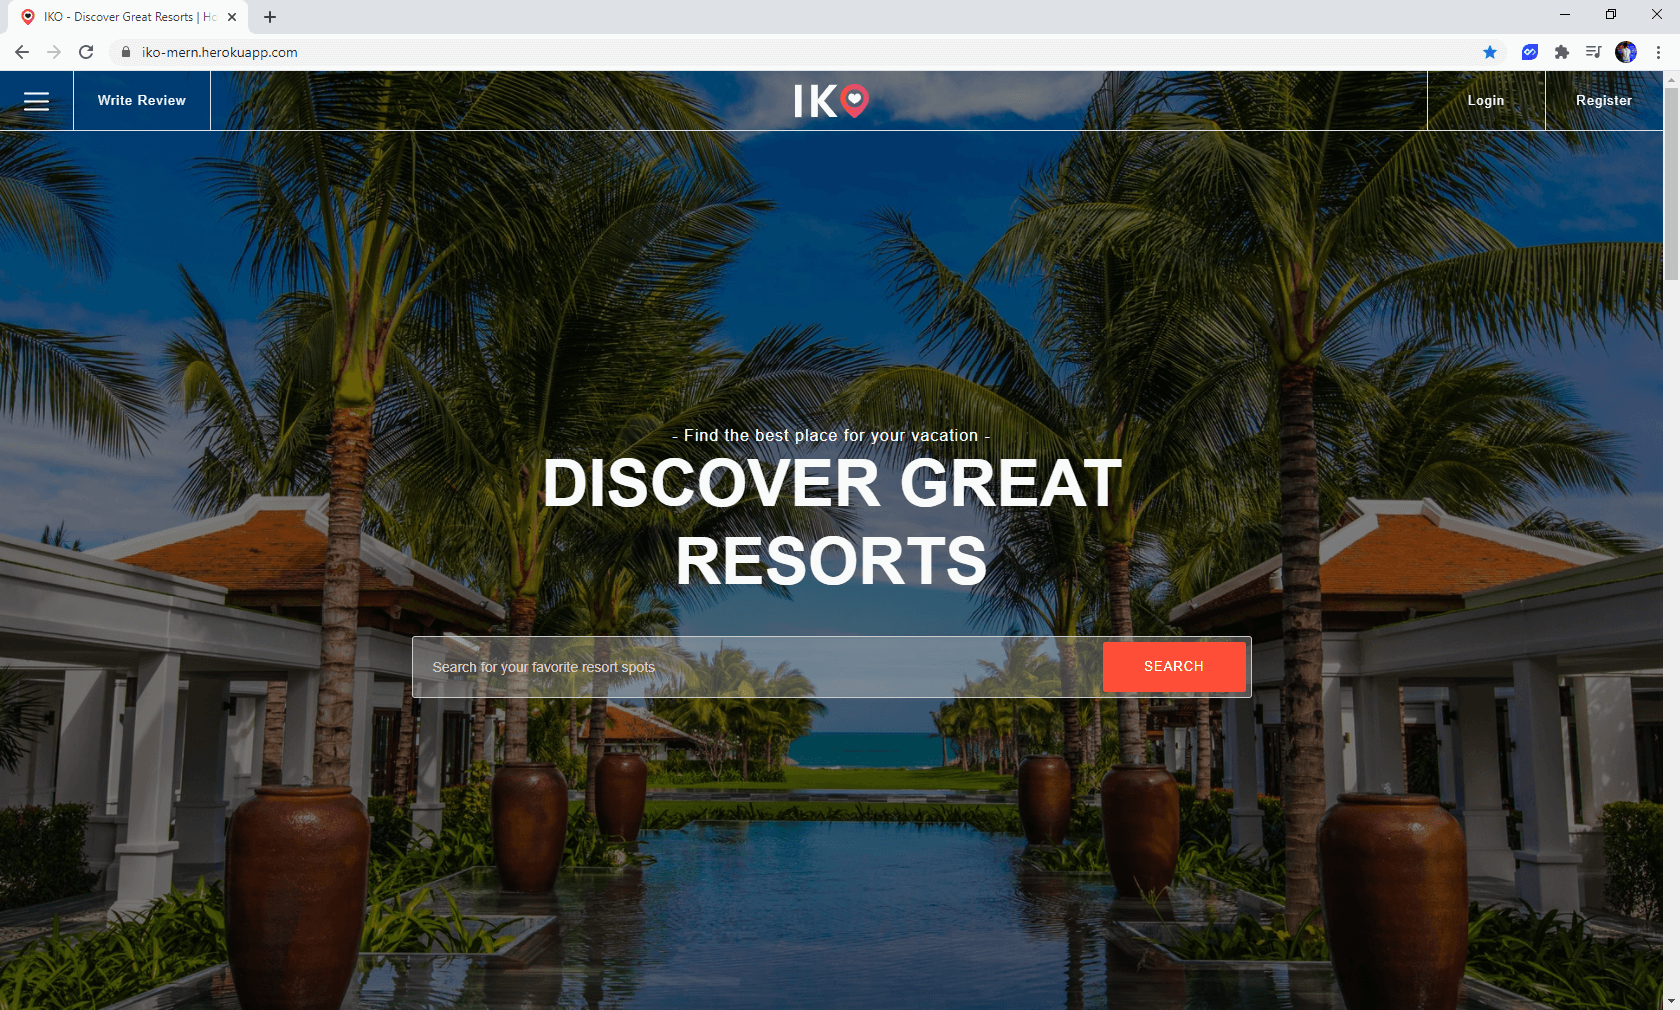 IKO - Discover Great Resorts | Ho
iko-mern.herokuapp.com
Write Review
IKO
Login
Register
- Find the best place for your vacation -
DISCOVER GREAT
RESORTS
Search for your favorite resort spots
SEARCH